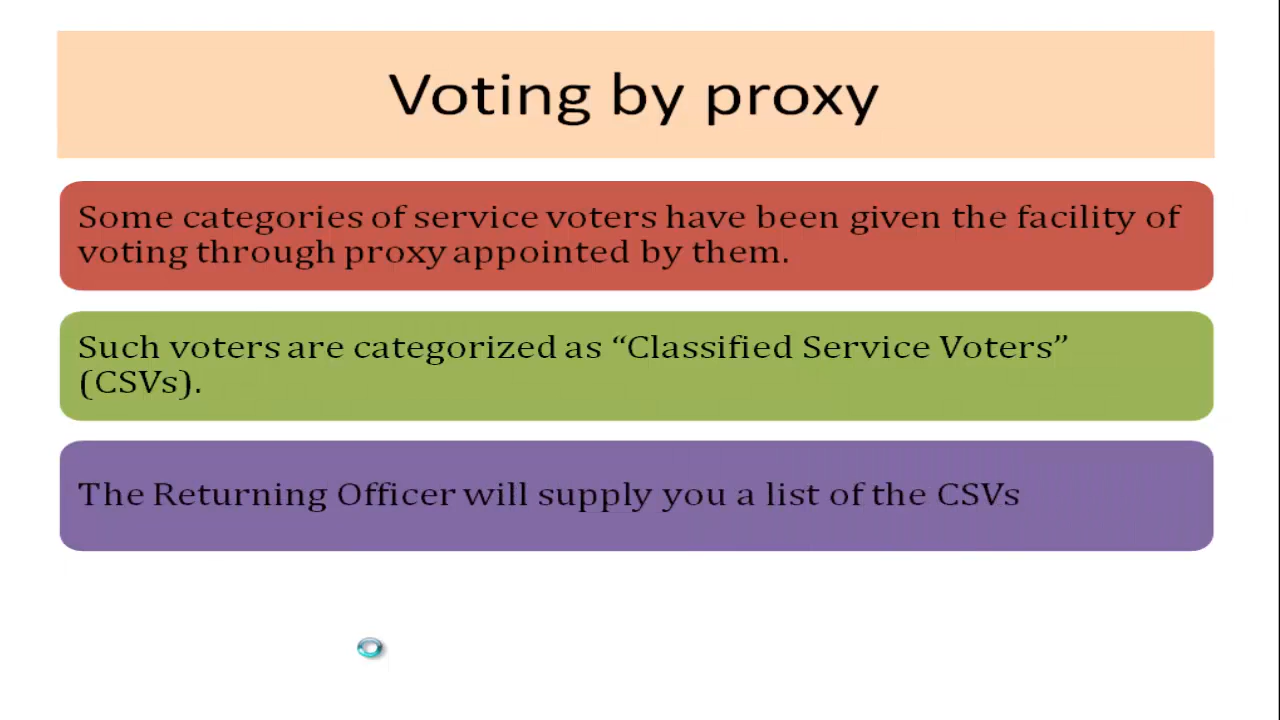 Voting by proxy
Some categories of service voters have been given the facility of
voting through proxy appointed by them.
Such voters are categorized as “Classified Service Voters”
(CSVs).
The Returning Officer will supply you a list of the CSVs